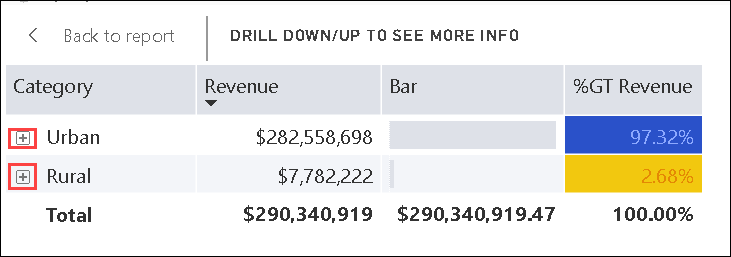 Back to report
DRILL DOWN/UP TO SEE MORE INFO
Category Revenue Bar %GT Revenue
Urban $282,558,698 97.32%
Rural $7,782,222 2.68%
Total $290,340,919 $290,340,919.47 100.00%